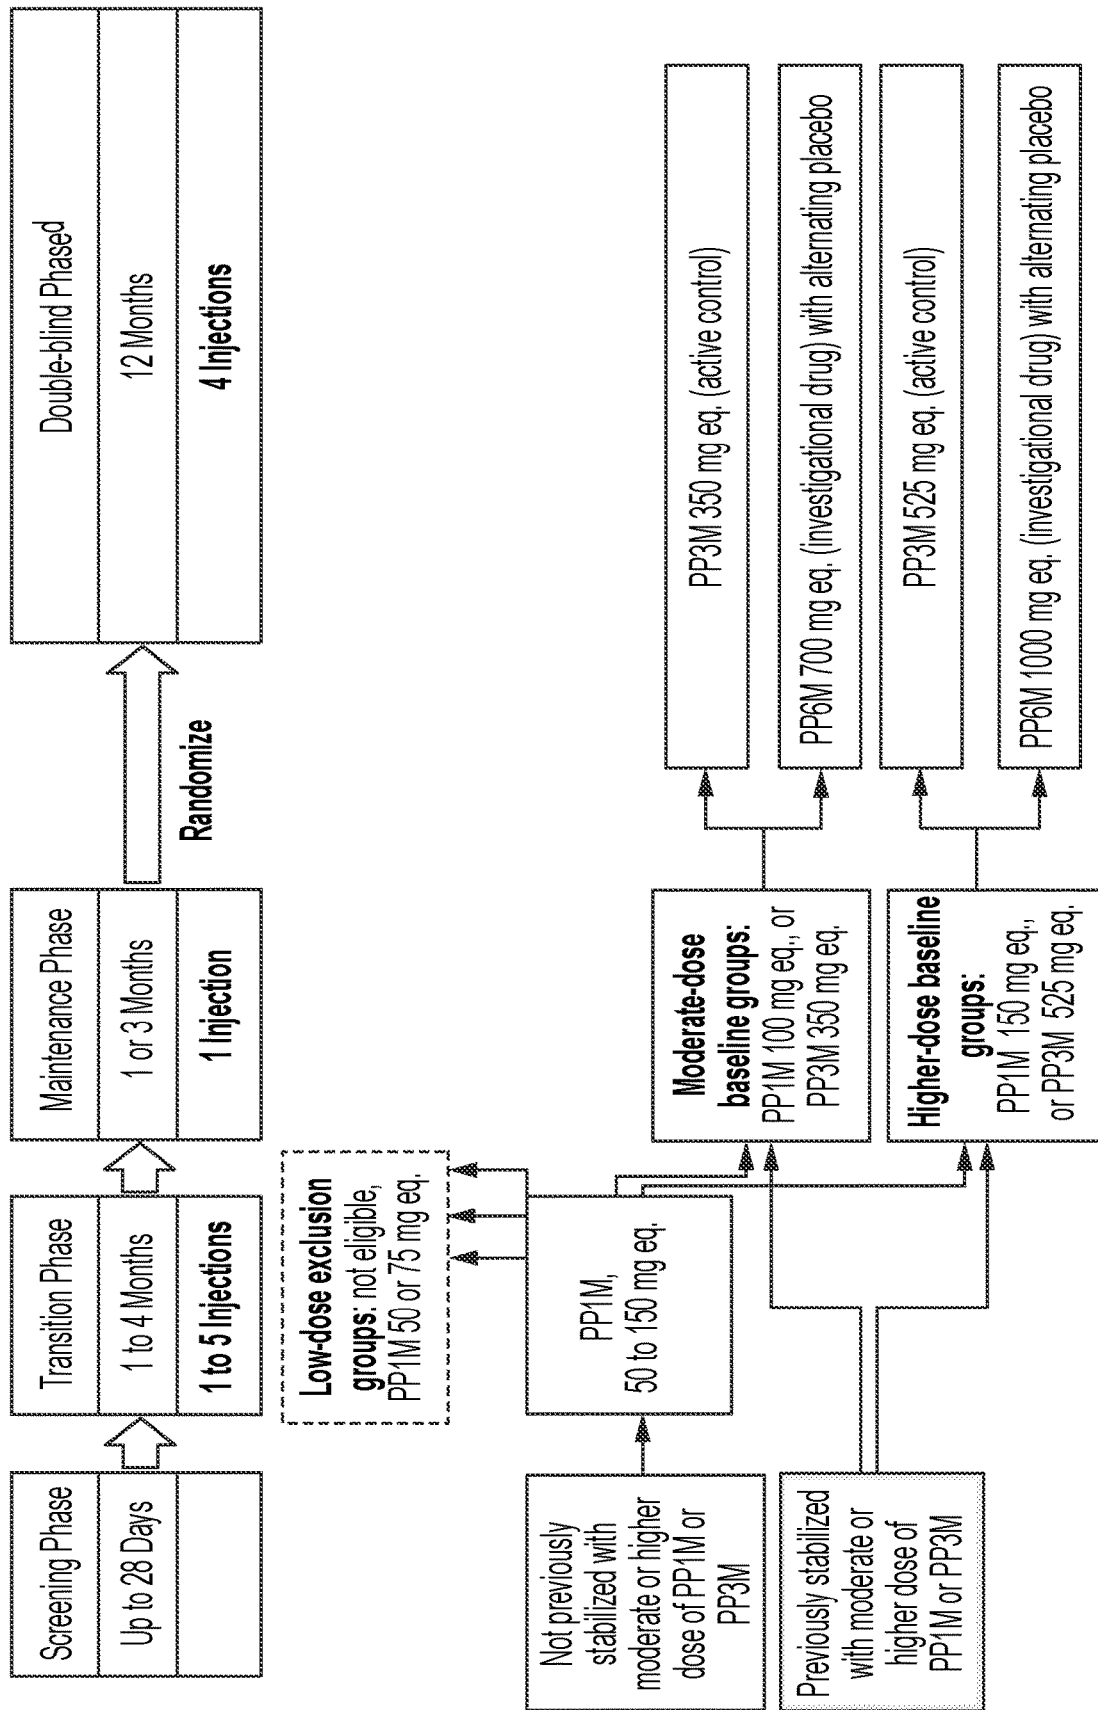 Screening Phase
Up to 28 Days
Transition Phase
1 to 4 Months
1 to 5 Injections
Maintenance Phase
1 or 3 Months
1 Injection
Randomize
Double-blind Phased
12 Months
4 Injections
Low-dose exclusion
groups: not eligible,
PP1M 50 or 75 mg eq.
Not previously
stabilized with
moderate or higher
dose of PP1M or
PP3M
PP1M,
50 to 150 mg eq.
Previously stabilized
with moderate or
higher dose of
PP1M or PP3M
Moderate-dose
baseline groups:
PP1M 100 mg eq., or
PP3M 350 mg eq.
Higher-dose baseline
groups:
PP1M 150 mg eq.,
or PP3M 525 mg eq.
PP3M 350 mg eq. (active control)
PP6M 700 mg eq. (investigational drug) with alternating placebo
PP3M 525 mg eq. (active control)
PP6M 1000 mg eq. (investigational drug) with alternating placebo